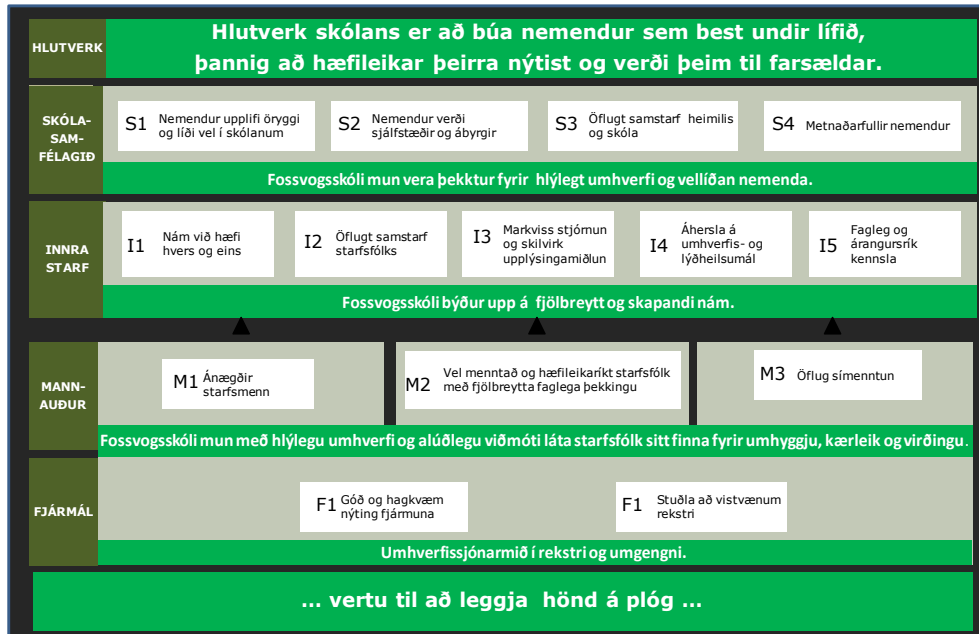 HLUTVERK
Hlutverk skólans er að búa nemendur sem best undir lífið,
þannig að hæfileikar þeirra nýtist og verði þeim til farsældar.
SKÓLA-
SAM-
FÉLAGIÐ
S1 Nemendur upplifi öryggi
og líði vel í skólanum
S2 Nemendur verði
sjálfstæðir og ábyrgir
S3 Öflugt samstarf heimilis
og skóla
S4 Metnaðarfullir nemendur
Fossvogsskóli mun vera þekktur fyrir hlýlegt umhverfi og vellíðan nemenda.
INNRA
STARF
I1 Nám við hæfi
hvers og eins
I2 Öflugt samstarf
starfsfólks
I3 Markviss stjómun
og skilvirk
upplýsingamiðlun
I4 Áhersla á
umhverfis- og
lýðheilsumál
I5 Fagleg og
árangursrík
kennsla
Fossvogsskóli býður upp á fjölbreytt og skapandi nám.
MANN-
AUÐUR
M1 Ánægðir
starfsmenn
M2 Vel menntað og hæfileikaríkt starfsfólk
með fjölbreytta faglega þekkingu
M3 Öflug símenntun
Fossvogsskóli mun með hlýlegu umhverfi og alúðlegu viðmóti láta starfsfólk sitt finna fyrir umhyggju, kærleik og virðingu.
FJÁRMÁL
F1 Góð og hagkvæm
nýting fjármuna
F1 Stuðla að vistvænum
rekstri
Umhverfissjónarmið í rekstri og umgengni.
... vertu til að leggja hönd á plóg ...